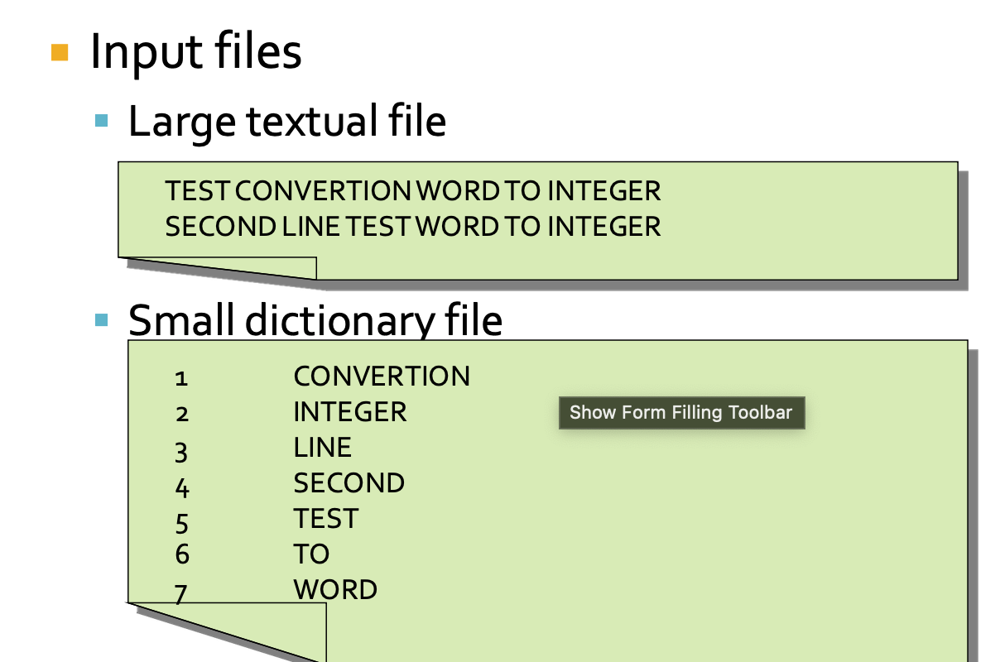 Input files
Large textual file
TEST CONVERTION WORD TO INTEGER
SECOND LINE TEST WORD TO INTEGER
Small dictionary file
1 CONVERTION
2 INTEGER
Show Form Filling Toolbar
3 LINE
4 SECOND
5 TEST
6 TO
7 WORD